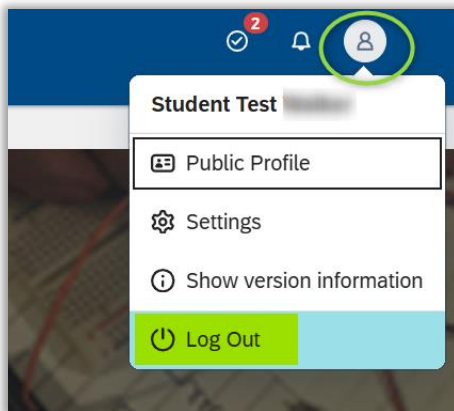 2
Student Test
Public Profile
Settings
Show version information
Log Out